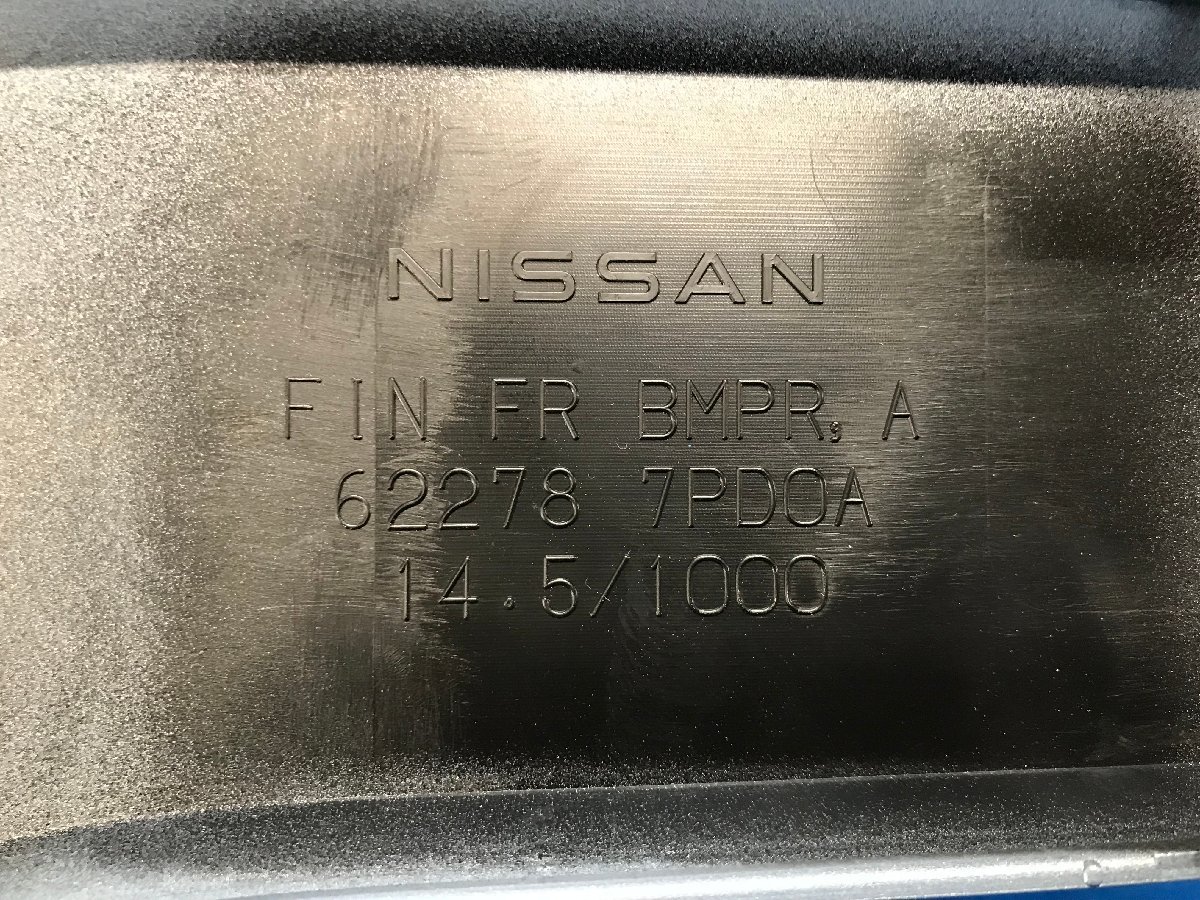 NISSAN
FIN FR BMPR, A
62278 7PD0A
14.5/1000